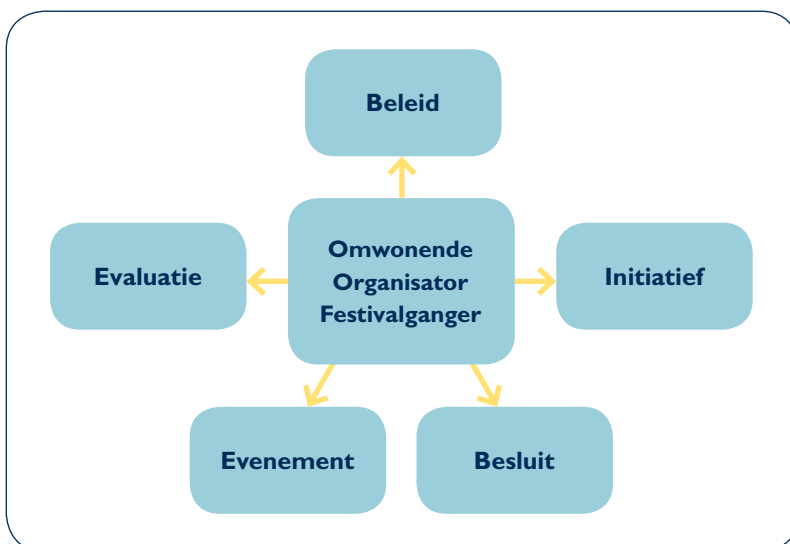 Beleid
Omwonende
Organisator
Festivalganger
Evaluatie
Initiatief
Evenement
Besluit